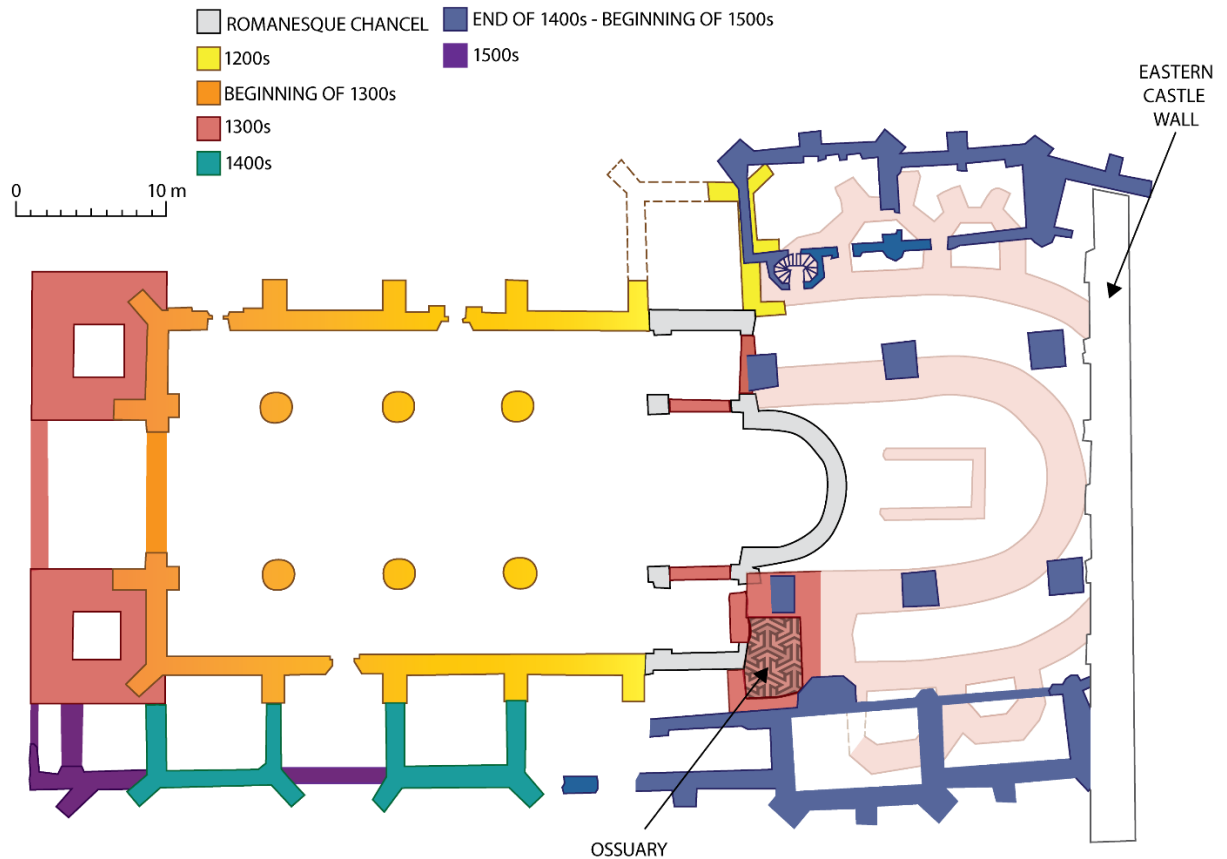 ROMANESQUE CHANCEL
1200s
BEGINNING OF 1300s
1300s
1400s
END OF 1400s - BEGINNING OF 1500s
1500s
EASTERN
CASTLE
WALL
0 10 m
OSSUARY